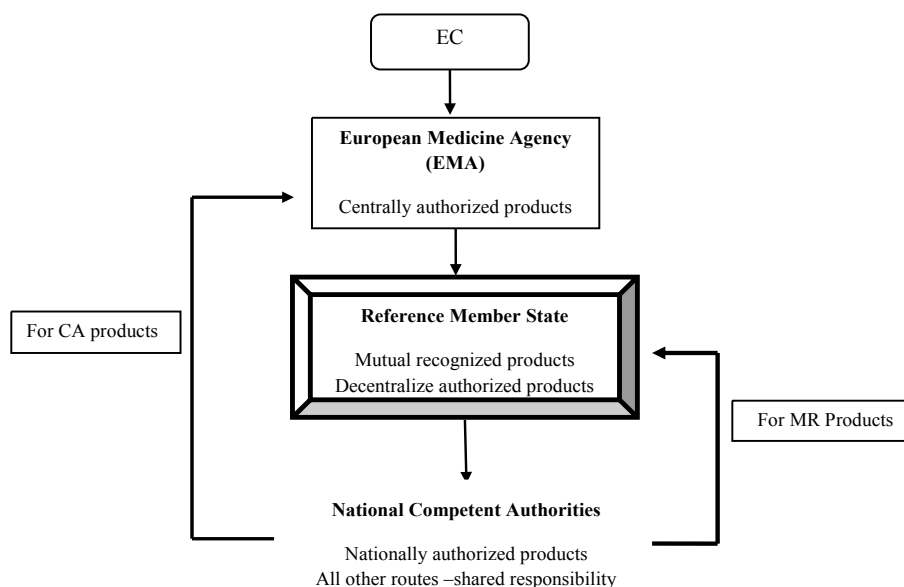 EC
European Medicine Agency
(EMA)
Centrally authorized products
For CA products
Reference Member State
Mutual recognized products
Decentralize authorized products
For MR Products
National Competent Authorities
Nationally authorized products
All other routes –shared responsibility